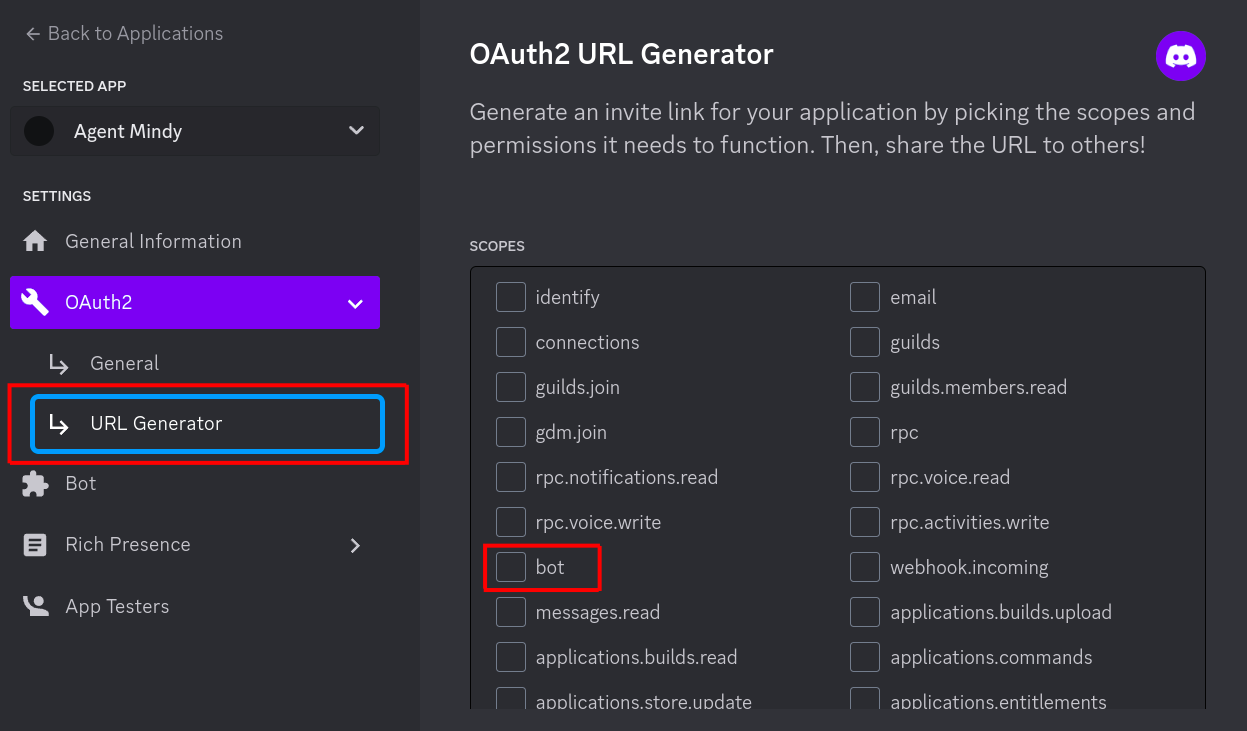 Back to Applications
SELECTED APP
Agent Mindy
SETTINGS
General Information
OAuth2
General
URL Generator
Bot
Rich Presence
App Testers
OAuth2 URL Generator
Generate an invite link for your application by picking the scopes and
permissions it needs to function. Then, share the URL to others!
SCOPES
identify
email
connections
guilds
guilds.join
guilds.members.read
gdm.join
rpc
rpc.notifications.read
rpc.voice.read
rpc.voice.write
rpc.activities.write
bot
webhook.incoming
messages.read
applications.builds.upload
applications.builds.read
applications.commands
applications.store.update
applications.entitlements